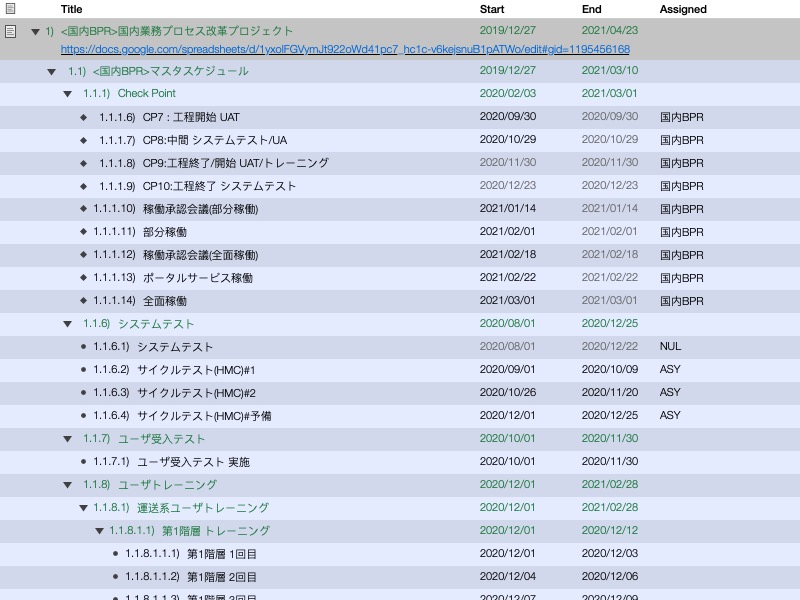 Title Start End Assigned
1) <国内BPR>国内業務プロセス改革プロジェクト 2019/12/27 2021/04/23
https://docs.google.com/spreadsheets/d/1yxolFGVymJt922oWd41pc7_hc1c-v6kejsnuB1pATWo/edit#gid=1195456168
1.1) <国内BPR>マスタスケジュール 2019/12/27 2021/03/10
1.1.1) Check Point 2020/02/03 2021/03/01
1.1.1.6) CP7 : 工程開始 UAT 2020/09/30 2020/09/30 国内BPR
1.1.1.7) CP8:中間 システムテスト/UA 2020/10/29 2020/10/29 国内BPR
1.1.1.8) CP9:工程終了/開始 UAT/トレーニング 2020/11/30 2020/11/30 国内BPR
1.1.1.9) CP10:工程終了 システムテスト 2020/12/23 2020/12/23 国内BPR
1.1.1.10) 稼働承認会議(部分稼働) 2021/01/14 2021/01/14 国内BPR
1.1.1.11) 部分稼働 2021/02/01 2021/02/01 国内BPR
1.1.1.12) 稼働承認会議(全面稼働) 2021/02/18 2021/02/18 国内BPR
1.1.1.13) ポータルサービス稼働 2021/02/22 2021/02/22 国内BPR
1.1.1.14) 全面稼働 2021/03/01 2021/03/01 国内BPR
1.1.6) システムテスト 2020/08/01 2020/12/25
1.1.6.1) システムテスト 2020/08/01 2020/12/22 NUL
1.1.6.2) サイクルテスト(HMC)#1 2020/09/01 2020/10/09 ASY
1.1.6.3) サイクルテスト(HMC)#2 2020/10/26 2020/11/20 ASY
1.1.6.4) サイクルテスト(HMC)#予備 2020/12/01 2020/12/25 ASY
1.1.7) ユーザ受入テスト 2020/10/01 2020/11/30
1.1.7.1) ユーザ受入テスト 実施 2020/10/01 2020/11/30
1.1.8) ユーザトレーニング 2020/12/01 2021/02/28
1.1.8.1) 運送系ユーザトレーニング 2020/12/01 2021/02/28
1.1.8.1.1) 第1階層 トレーニング 2020/12/01 2020/12/12
1.1.8.1.1.1) 第1階層 1回目 2020/12/01 2020/12/03
1.1.8.1.1.2) 第1階層 2回目 2020/12/04 2020/12/06
1.1.8.1.1.3) 第1階層 3回目 2020/12/07 2020/12/09